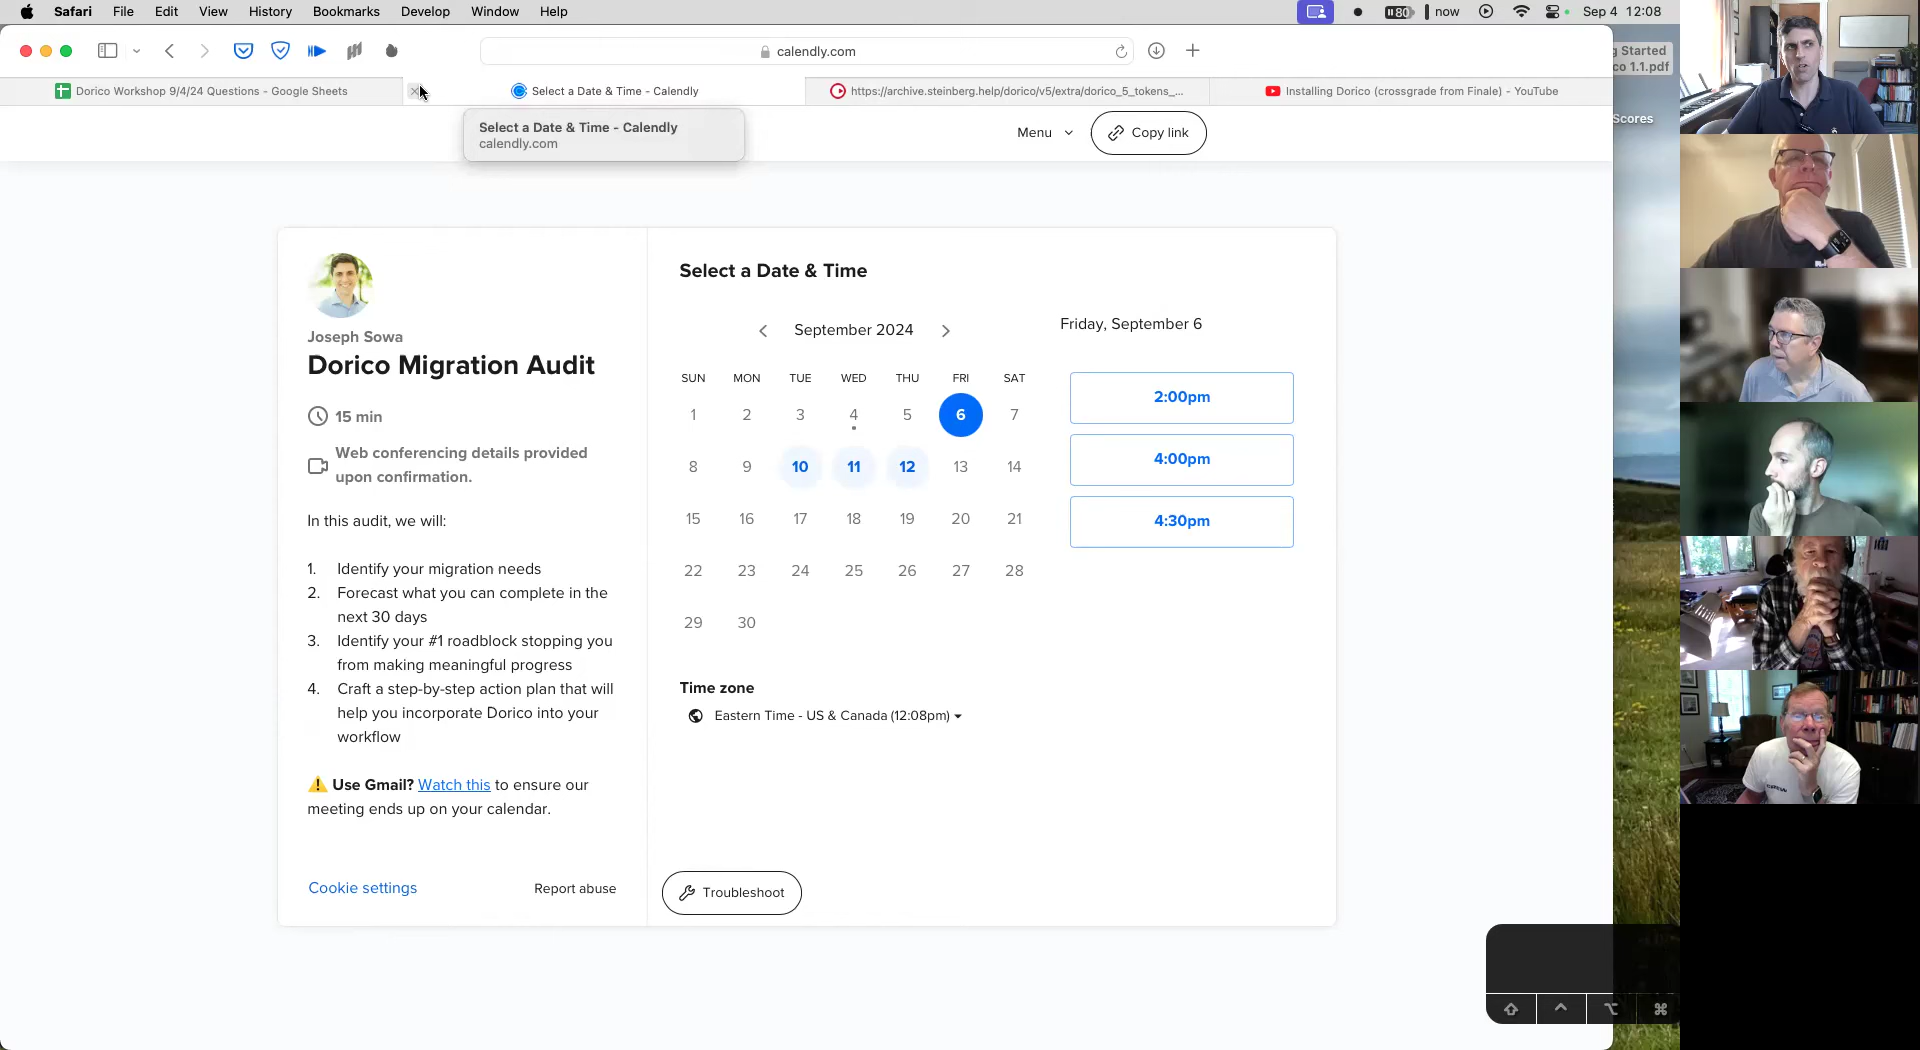 Safari File Edit View History Bookmarks Develop Window Help
80 now Sep 4 12:08
calendly.com
Dorico Workshop 9/4/24 Questions - Google Sheets
Select a Date & Time - Calendly
https://archive.steinberg.help/dorico/v5/extra/dorico_5_tokens_...
Installing Dorico (crossgrade from Finale) - YouTube
g Started
co 1.1.pdf
Scores
Select a Date & Time - Calendly
calendly.com
Menu
Copy link
Joseph Sowa
Dorico Migration Audit
15 min
Web conferencing details provided
upon confirmation.
In this audit, we will:
1. Identify your migration needs
2. Forecast what you can complete in the
next 30 days
3. Identify your #1 roadblock stopping you
from making meaningful progress
4. Craft a step-by-step action plan that will
help you incorporate Dorico into your
workflow
⚠️ Use Gmail? Watch this to ensure our
meeting ends up on your calendar.
Cookie settings
Report abuse
Select a Date & Time
September 2024
SUN MON TUE WED THU FRI SAT
1 2 3 4 5 6 7
8 9 10 11 12 13 14
15 16 17 18 19 20 21
22 23 24 25 26 27 28
29 30
Time zone
Eastern Time - US & Canada (12:08pm)
Troubleshoot
Friday, September 6
2:00pm
4:00pm
4:30pm